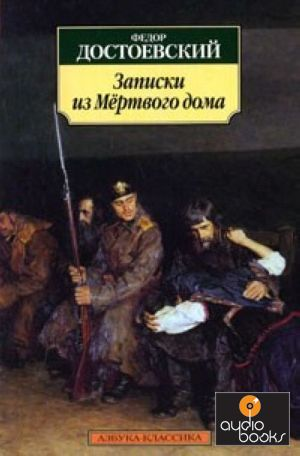 ФЕДОР
ДОСТОЕВСКИЙ
Записки
из Мёртвого дома
АЗБУКА-КЛАССИКА
audio
books